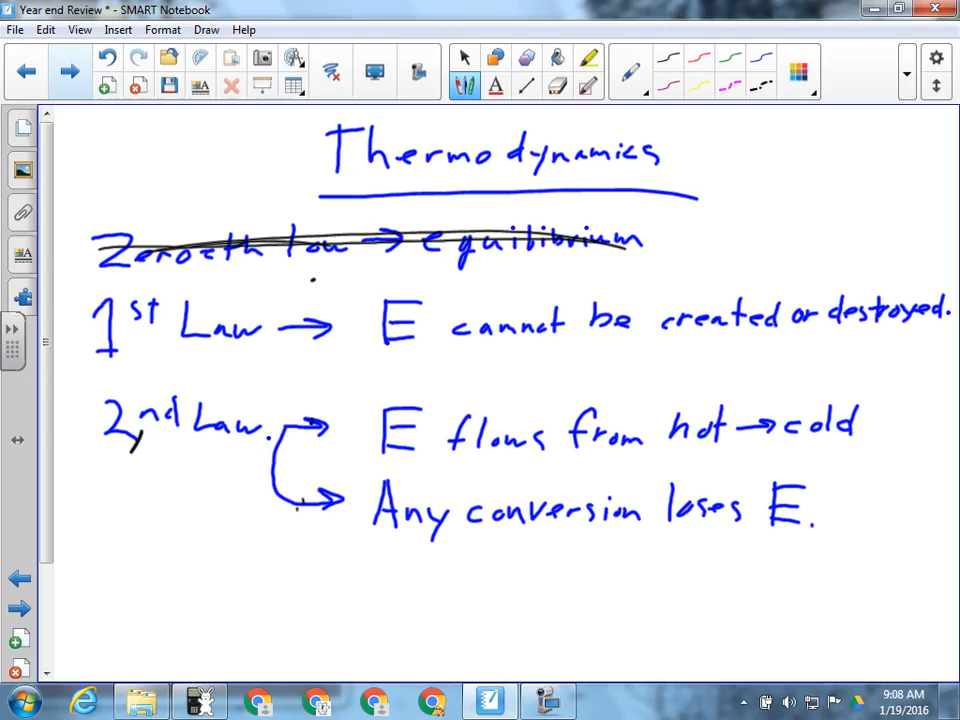 Year end Review * - SMART Notebook
File Edit View Insert Format Draw Help
Thermodynamics
Zeroeth law → equilibrium
1st Law → E cannot be created or destroyed.
2nd Law. → E flows from hot → cold
→ Any conversion loses E.
9:08 AM
1/19/2016